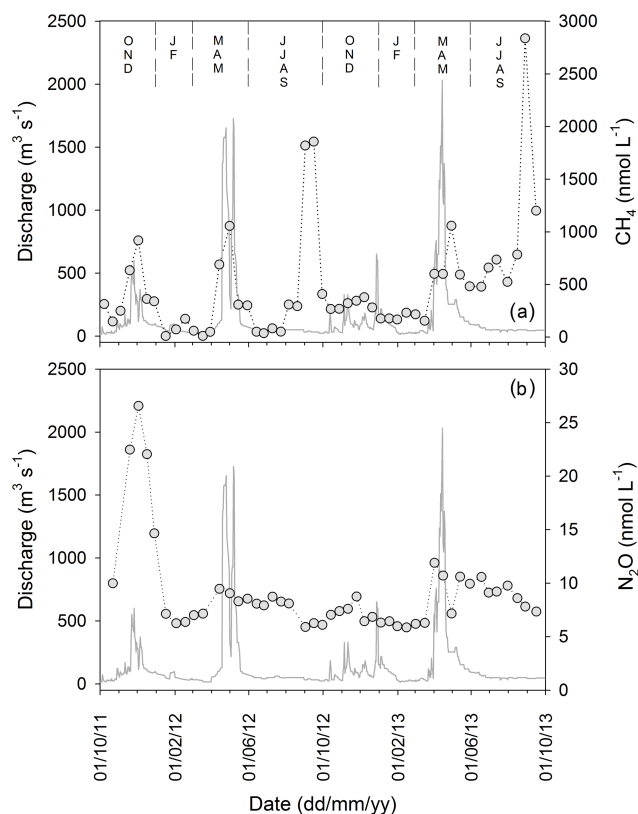 2500
2000
1500
1000
500
0
Discharge (m³ s⁻¹)
O
N
D
J
F
M
A
M
J
J
A
S
O
N
D
J
F
M
A
M
J
J
A
S
3000
2500
2000
1500
1000
500
0
CH₄ (nmol L⁻¹)
(a)
2500
2000
1500
1000
500
0
Discharge (m³ s⁻¹)
(b)
30
25
20
15
10
5
0
N₂O (nmol L⁻¹)
01/10/11
01/02/12
01/06/12
01/10/12
01/02/13
01/06/13
01/10/13
Date (dd/mm/yy)